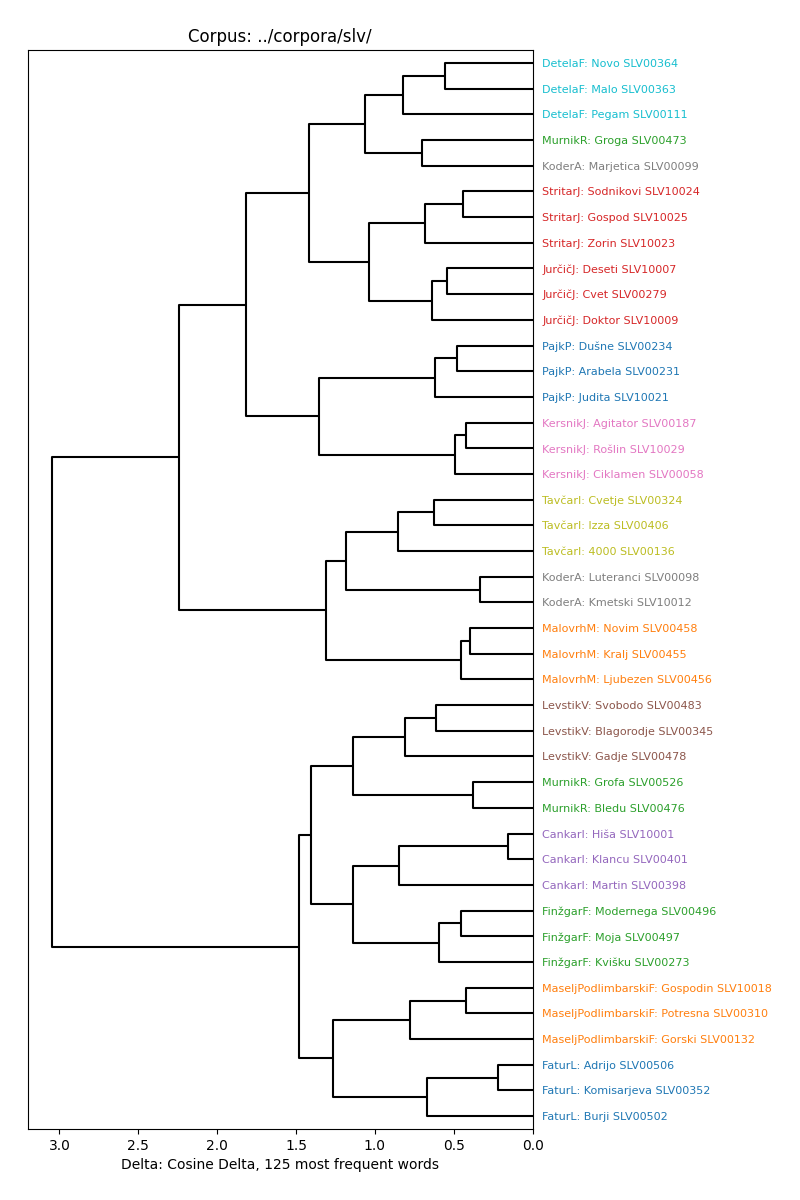 Corpus: ../corpora/slv/
DetelaF: Novo SLV00364
DetelaF: Malo SLV00363
DetelaF: Pegam SLV00111
MurnikR: Groga SLV00473
KoderA: Marjetica SLV00099
StritarJ: Sodnikovi SLV10024
StritarJ: Gospod SLV10025
StritarJ: Zorin SLV10023
JurčičJ: Deseti SLV10007
JurčičJ: Cvet SLV00279
JurčičJ: Doktor SLV10009
PajkP: Dušne SLV00234
PajkP: Arabela SLV00231
PajkP: Judita SLV10021
KersnikJ: Agitator SLV00187
KersnikJ: Rošlin SLV10029
KersnikJ: Ciklamen SLV00058
TavčarI: Cvetje SLV00324
TavčarI: Izza SLV00406
TavčarI: 4000 SLV00136
KoderA: Luteranci SLV00098
KoderA: Kmetski SLV10012
MalovrhM: Novim SLV00458
MalovrhM: Kralj SLV00455
MalovrhM: Ljubezen SLV00456
LevstikV: Svobodo SLV00483
LevstikV: Blagorodje SLV00345
LevstikV: Gadje SLV00478
MurnikR: Grofa SLV00526
MurnikR: Bledu SLV00476
CankarI: Hiša SLV10001
CankarI: Klancu SLV00401
CankarI: Martin SLV00398
FinžgarF: Modernega SLV00496
FinžgarF: Moja SLV00497
FinžgarF: Kvišku SLV00273
MaseljPodlimbarskiF: Gospodin SLV10018
MaseljPodlimbarskiF: Potresna SLV00310
MaseljPodlimbarskiF: Gorski SLV00132
FaturL: Adrijo SLV00506
FaturL: Komisarjeva SLV00352
FaturL: Burji SLV00502
3.0 2.5 2.0 1.5 1.0 0.5 0.0
Delta: Cosine Delta, 125 most frequent words